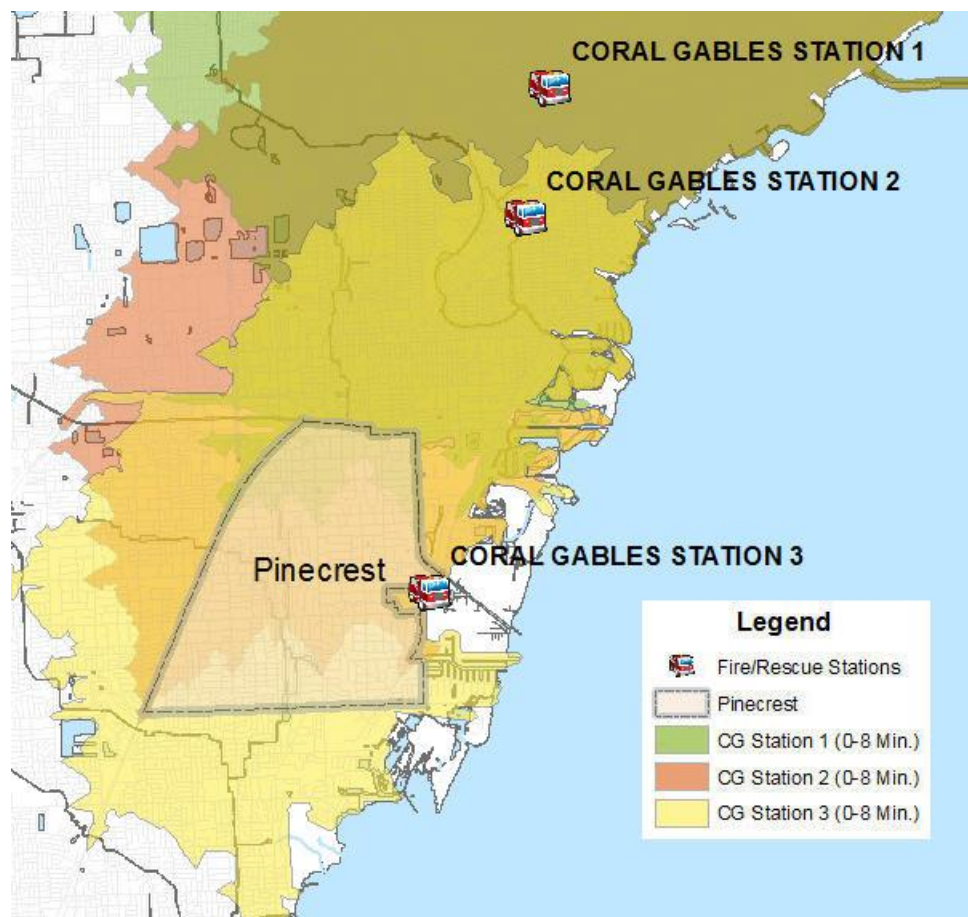 CORAL GABLES STATION 1
CORAL GABLES STATION 2
CORAL GABLES STATION 3
Pinecrest
Legend
Fire/Rescue Stations
Pinecrest
CG Station 1 (0-8 Min.)
CG Station 2 (0-8 Min.)
CG Station 3 (0-8 Min.)